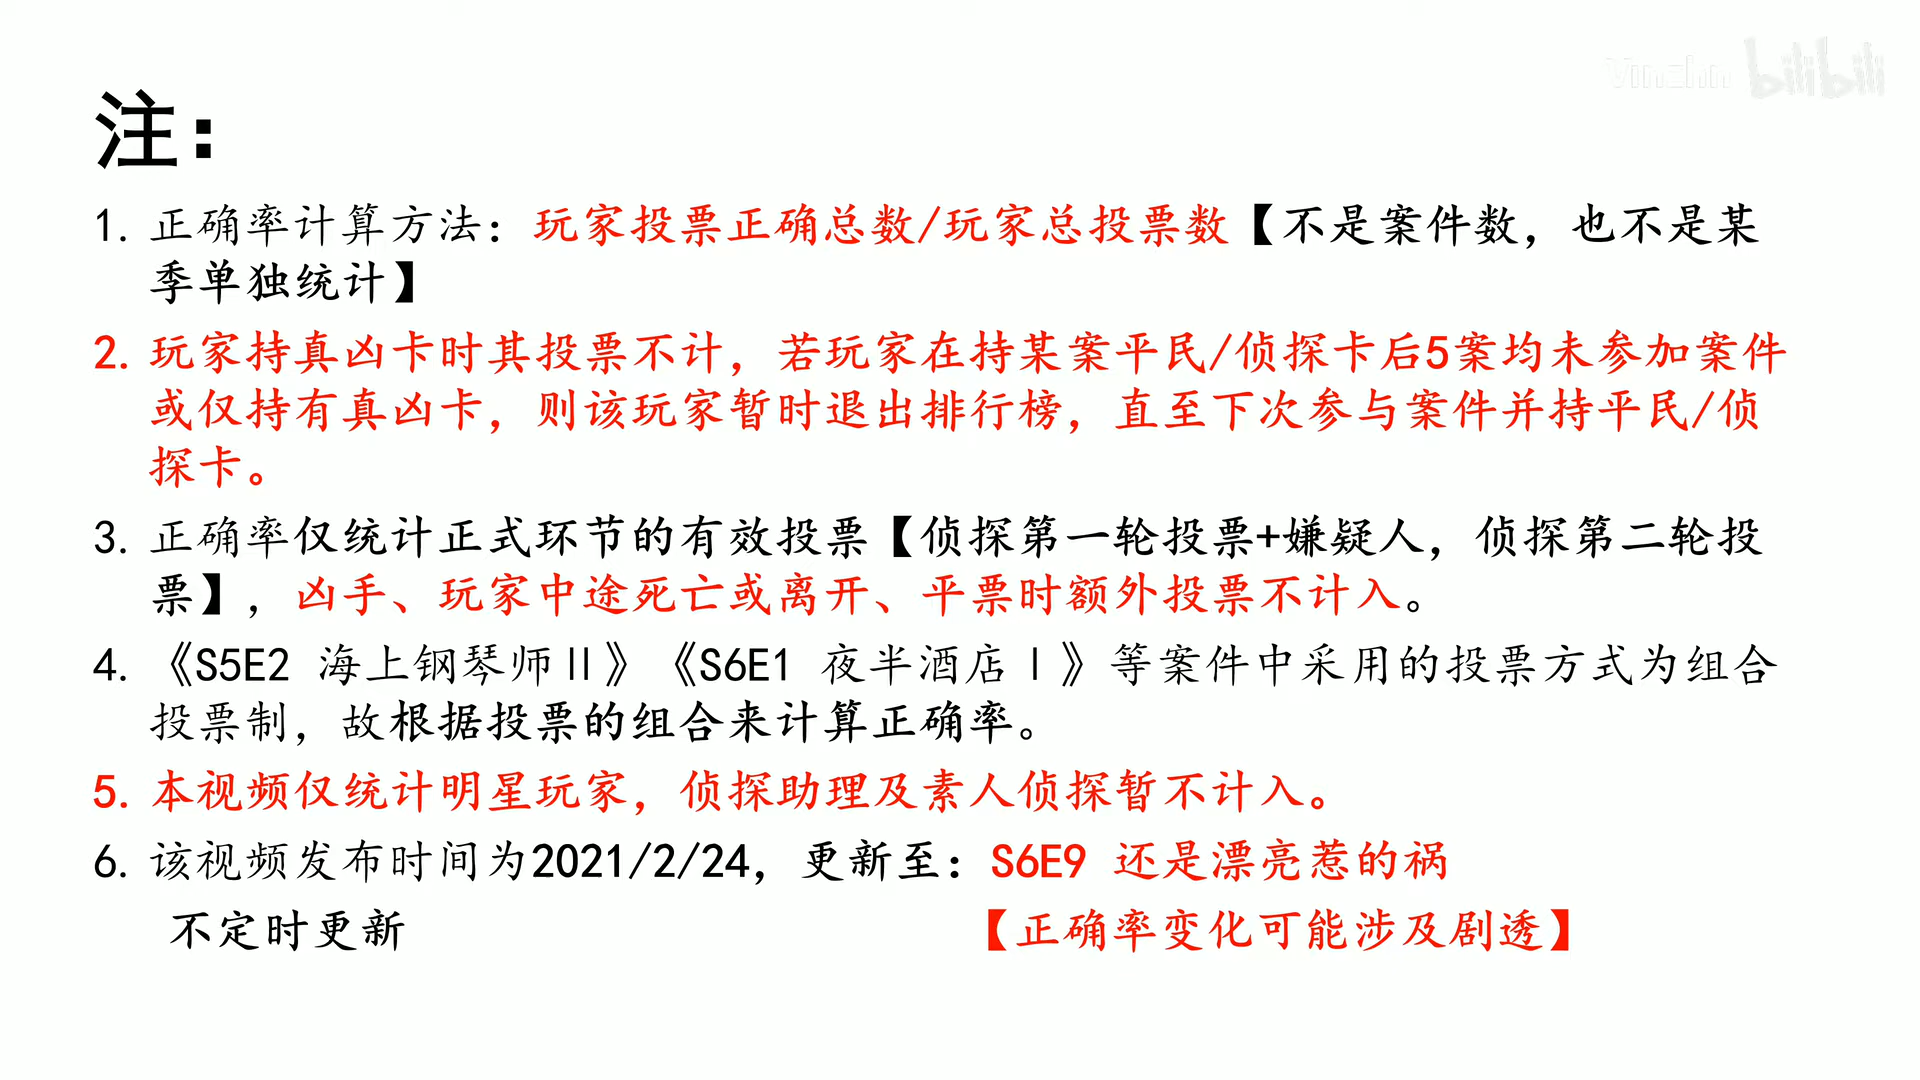 bilibili
注：
1. 正确率计算方法：玩家投票正确总数/玩家总投票数【不是案件数，也不是某
季单独统计】
2. 玩家持真凶卡时其投票不计，若玩家在持某案平民/侦探卡后5案均未参加案件
或仅持有真凶卡，则该玩家暂时退出排行榜，直至下次参与案件并持平民/侦
探卡。
3. 正确率仅统计正式环节的有效投票【侦探第一轮投票+嫌疑人，侦探第二轮投
票】，凶手、玩家中途死亡或离开、平票时额外投票不计入。
4. 《S5E2 海上钢琴师Ⅱ》《S6E1 夜半酒店Ⅰ》等案件中采用的投票方式为组合
投票制，故根据投票的组合来计算正确率。
5. 本视频仅统计明星玩家，侦探助理及素人侦探暂不计入。
6. 该视频发布时间为2021/2/24，更新至：S6E9 还是漂亮惹的祸
不定时更新 【正确率变化可能涉及剧透】